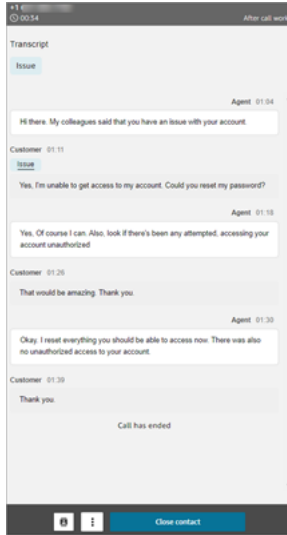 +1
00:34 After call work
Transcript
Issue
Agent 01:04
Hi there. My colleagues said that you have an issue with your account.
Customer 01:11
Issue
Yes, I'm unable to get access to my account. Could you reset my password?
Agent 01:18
Yes, Of course I can. Also, look if there's been any attempted, accessing your
account unauthorized
Customer 01:26
That would be amazing. Thank you.
Agent 01:30
Okay, I reset everything you should be able to access now. There was also
no unauthorized access to your account.
Customer 01:39
Thank you.
Call has ended
Close contact